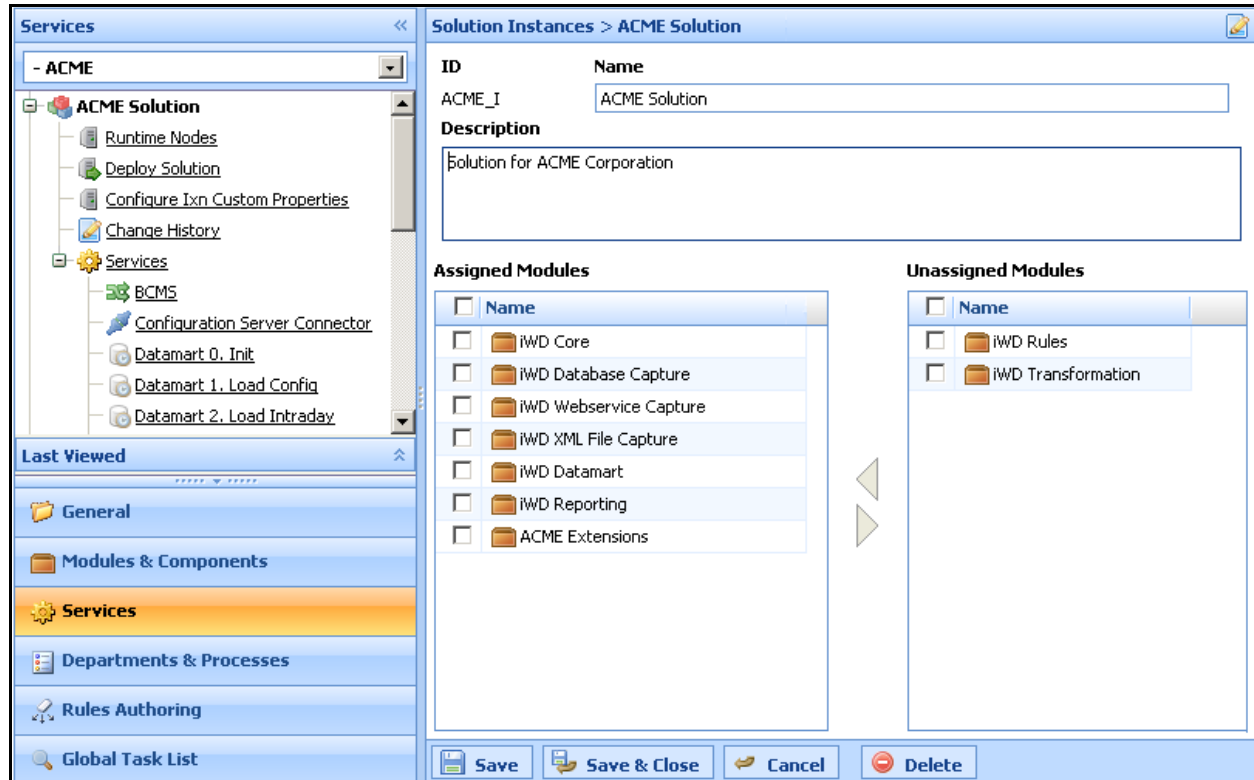 Services
- ACME
ACME Solution
Runtime Nodes
Deploy Solution
Configure Ixn Custom Properties
Change History
Services
BCMS
Configuration Server Connector
Datamart 0. Init
Datamart 1. Load Config
Datamart 2. Load Intraday
Last Viewed
General
Modules & Components
Services
Departments & Processes
Rules Authoring
Global Task List
Solution Instances > ACME Solution
ID Name
ACME_I ACME Solution
Description
Solution for ACME Corporation
Assigned Modules
Name
iWD Core
iWD Database Capture
iWD Webservice Capture
iWD XML File Capture
iWD Datamart
iWD Reporting
ACME Extensions
Unassigned Modules
Name
iWD Rules
iWD Transformation
Save Save & Close Cancel Delete